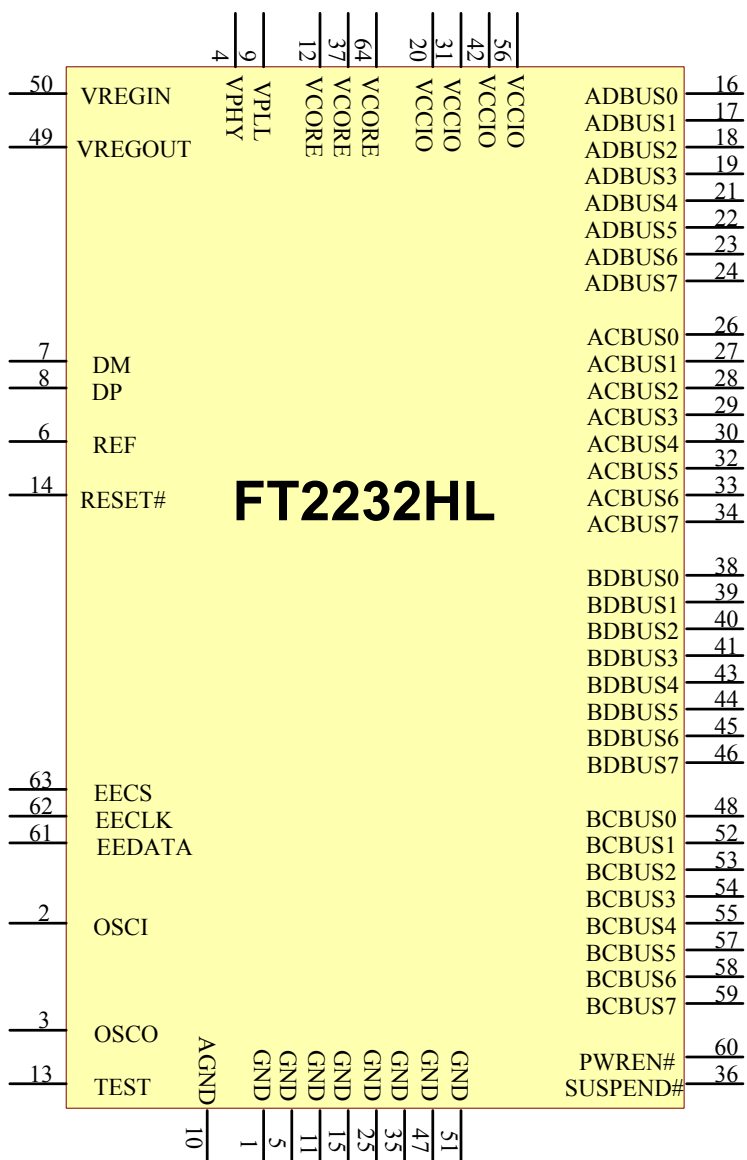 4 9 12 37 64 20 31 42 56
VPHY VPLL VCORE VCORE VCORE VCCIO VCCIO VCCIO VCCIO
50 VREGIN
49 VREGOUT
7 DM
8 DP
6 REF
14 RESET#
FT2232HL
63 EECS
62 EECLK
61 EEDATA
2 OSCI
3 OSCO
13 TEST
ADBUS0 16
ADBUS1 17
ADBUS2 18
ADBUS3 19
ADBUS4 21
ADBUS5 22
ADBUS6 23
ADBUS7 24
ACBUS0 26
ACBUS1 27
ACBUS2 28
ACBUS3 29
ACBUS4 30
ACBUS5 32
ACBUS6 33
ACBUS7 34
BDBUS0 38
BDBUS1 39
BDBUS2 40
BDBUS3 41
BDBUS4 43
BDBUS5 44
BDBUS6 45
BDBUS7 46
BCBUS0 48
BCBUS1 52
BCBUS2 53
BCBUS3 54
BCBUS4 55
BCBUS5 57
BCBUS6 58
BCBUS7 59
PWREN# 60
SUSPEND# 36
AGND GND GND GND GND GND GND GND GND
10 1 5 11 15 25 35 47 51